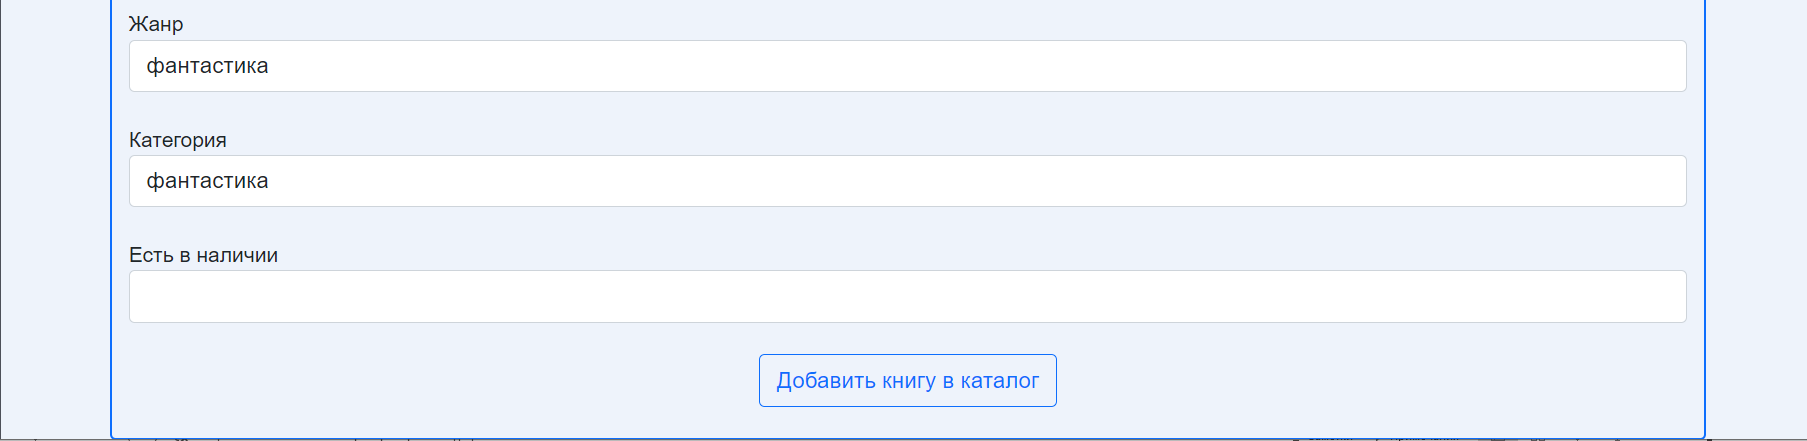 Жанр
фантастика
Категория
фантастика
Есть в наличии
Добавить книгу в каталог